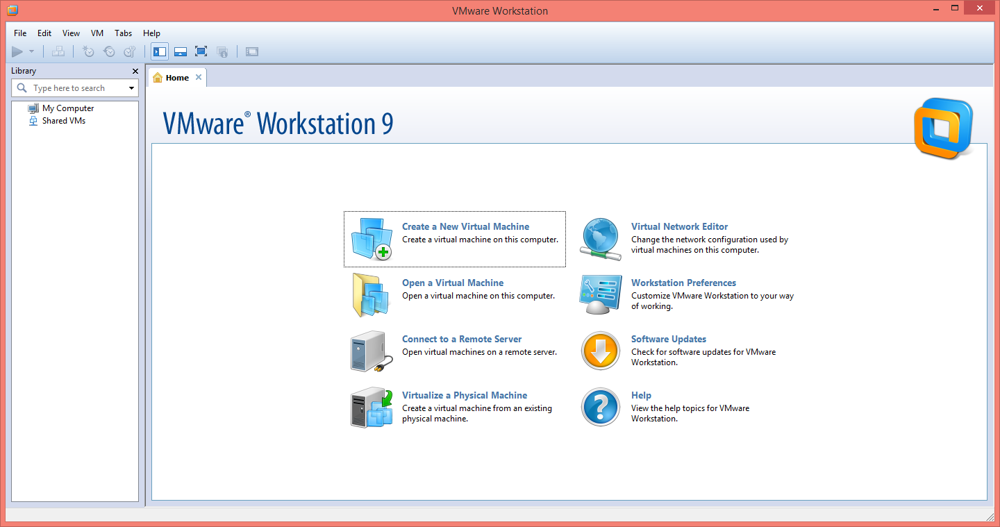 VMware Workstation
File Edit View VM Tabs Help
Library
Type here to search
My Computer
Shared VMs
Home
VMware® Workstation 9
Create a New Virtual Machine
Create a virtual machine on this computer.
Open a Virtual Machine
Open a virtual machine on this computer.
Connect to a Remote Server
Open virtual machines on a remote server.
Virtualize a Physical Machine
Create a virtual machine from an existing
physical machine.
Virtual Network Editor
Change the network configuration used by
virtual machines on this computer.
Workstation Preferences
Customize VMware Workstation to your way
of working.
Software Updates
Check for software updates for VMware
Workstation.
Help
View the help topics for VMware
Workstation.